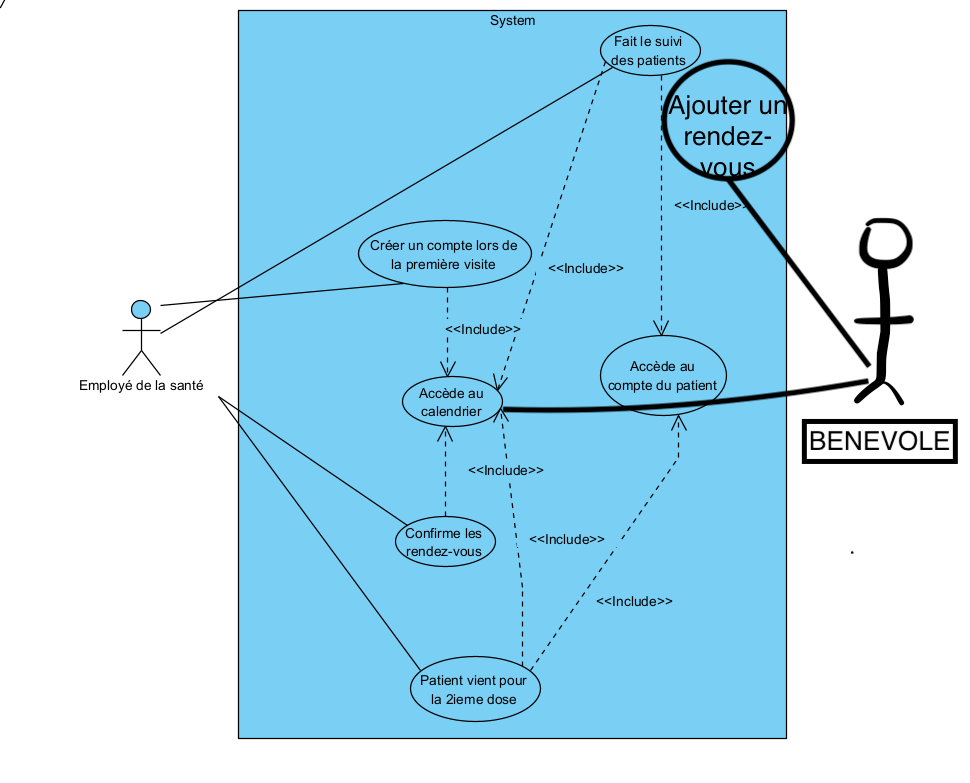 System
Fait le suivi
des patients
Ajouter un
rendez-
vous
<<Include>>
Créer un compte lors de
la première visite
<<Include>>
<<Include>>
Employé de la santé
Accède au
compte du patient
Accède au
calendrier
BENEVOLE
<<Include>>
Confirme les
rendez-vous
<<Include>>
<<Include>>
Patient vient pour
la 2ieme dose